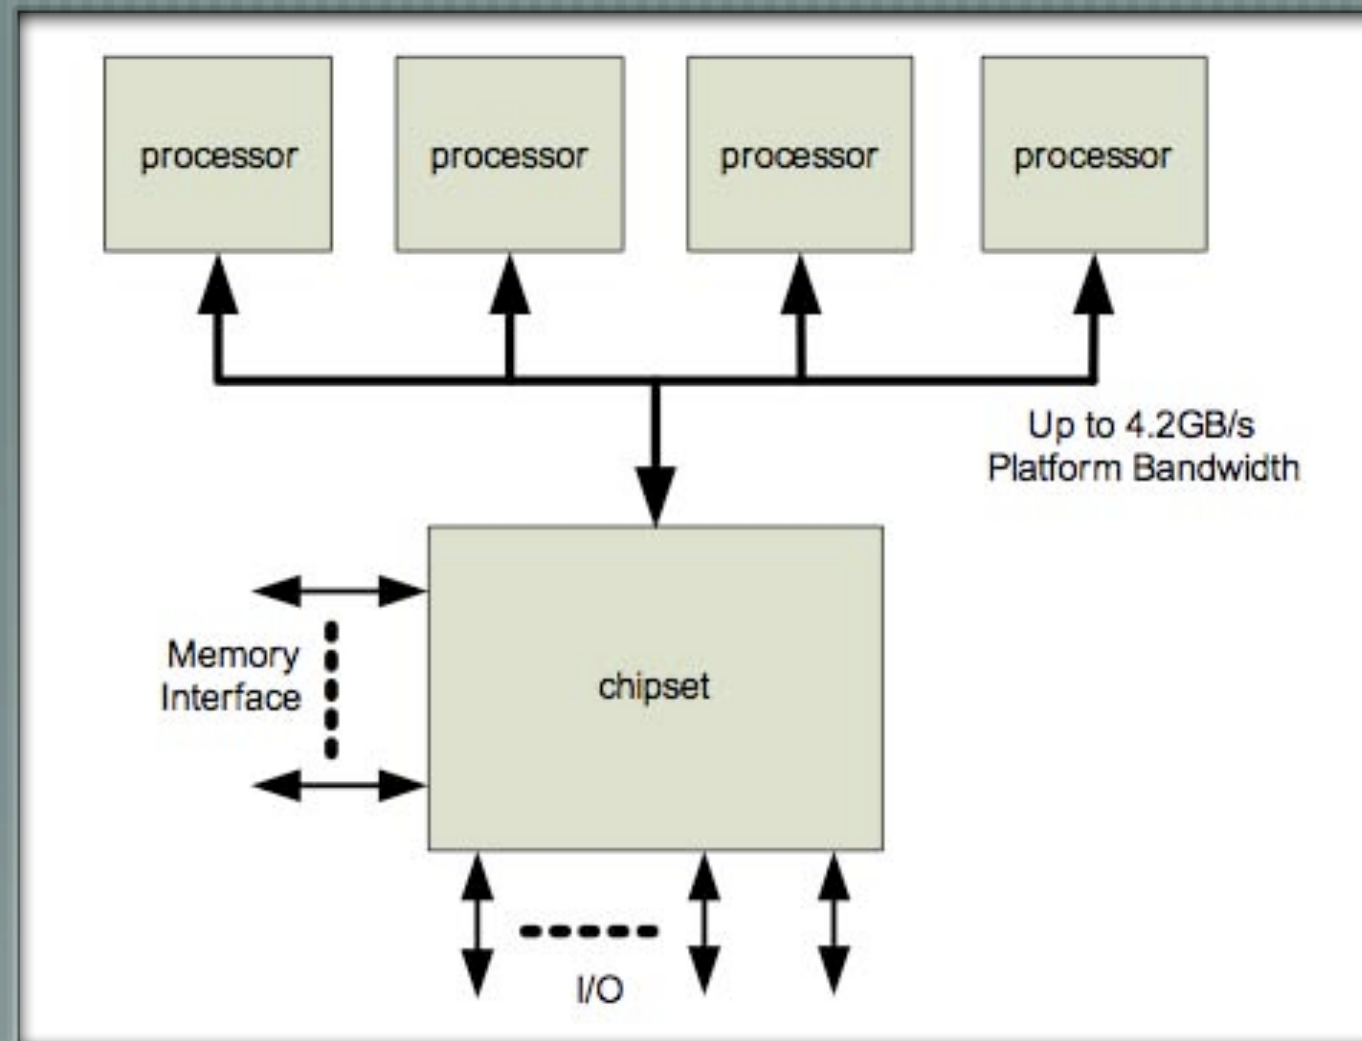 processor
processor
processor
processor
Up to 4.2GB/s
Platform Bandwidth
Memory
Interface
chipset
I/O